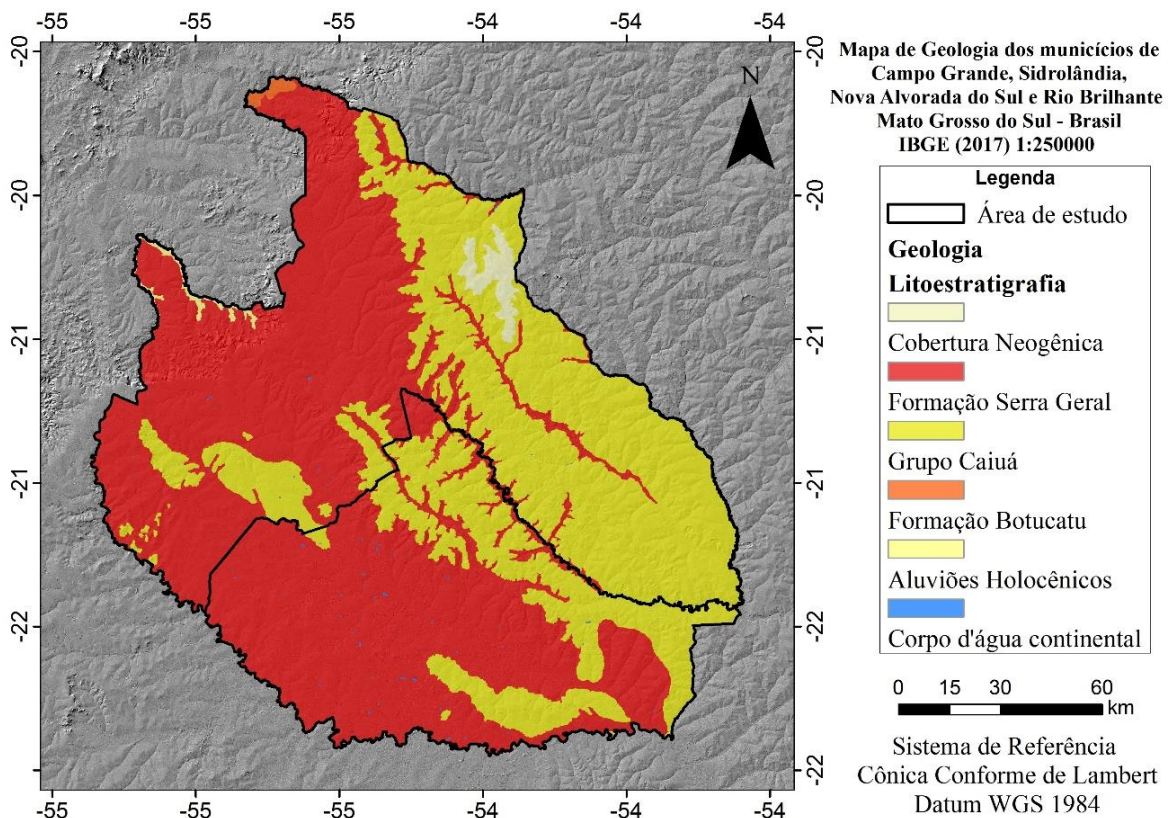 -55
-55
-55
-54
-54
-54
-20
-20
-21
-21
-22
-22
-20
-20
-21
-21
-22
-22
-55
-55
-55
-54
-54
-54
N
Mapa de Geologia dos municícios de
Campo Grande, Sidrolândia,
Nova Alvorada do Sul e Rio Brilhante
Mato Grosso do Sul - Brasil
IBGE (2017) 1:250000
Legenda
Área de estudo
Geologia
Litoestratigrafia
Cobertura Neogênica
Formação Serra Geral
Grupo Caiuá
Formação Botucatu
Aluviões Holocênicos
Corpo d'água continental
0 15 30 60
km
Sistema de Referência
Cônica Conforme de Lambert
Datum WGS 1984